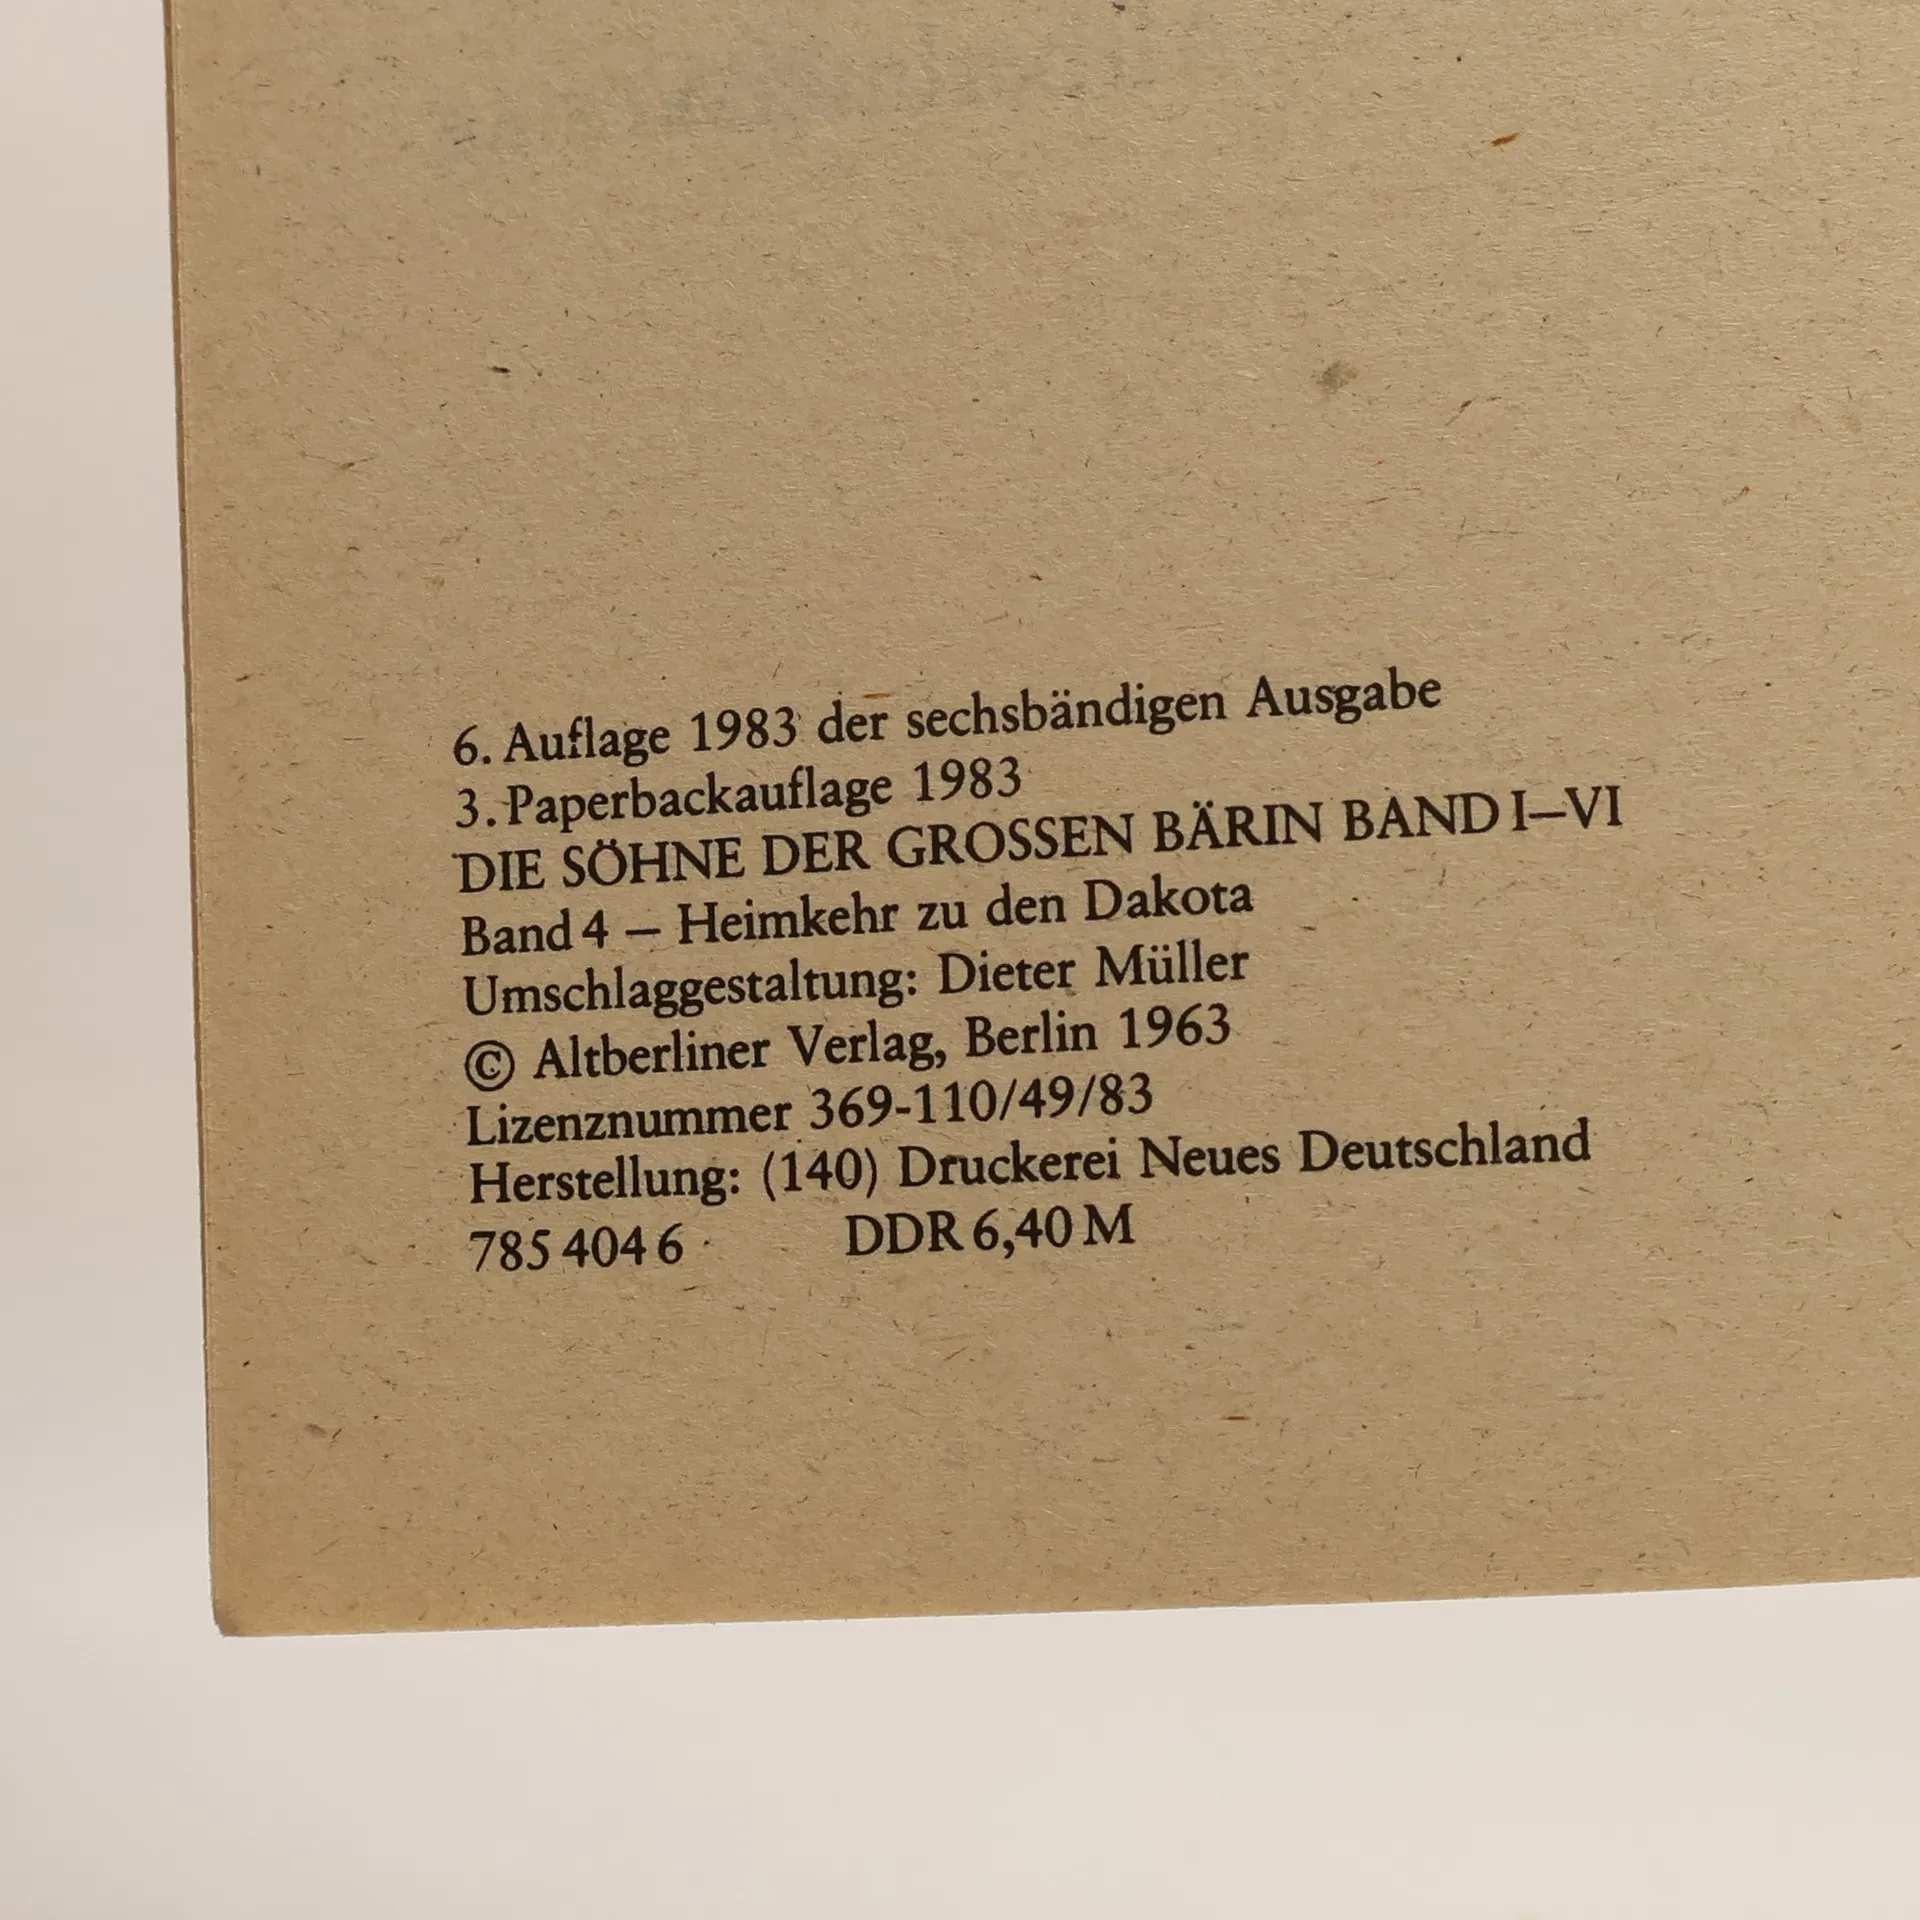 6. Auflage 1983 der sechsbändigen Ausgabe
3. Paperbackauflage 1983
DIE SÖHNE DER GROSSEN BÄRIN BAND I–VI
Band 4 – Heimkehr zu den Dakota
Umschlaggestaltung: Dieter Müller
© Altberliner Verlag, Berlin 1963
Lizenznummer 369-110/49/83
Herstellung: (140) Druckerei Neues Deutschland
785 404 6 DDR 6,40 M